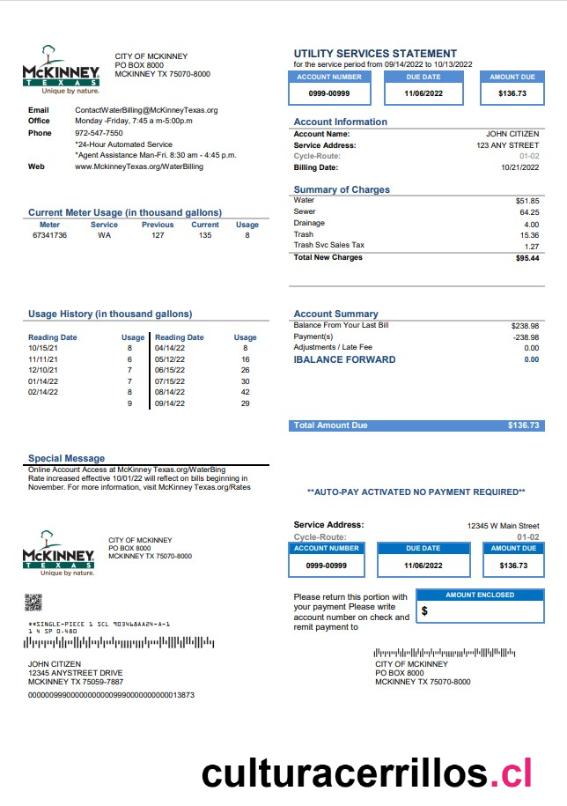 McKINNEY
TEXAS
Unique by nature.
CITY OF MCKINNEY
PO BOX 8000
MCKINNEY TX 75070-8000
Email ContactWaterBilling@McKinneyTexas.org
Office Monday -Friday, 7:45 a m-5:00p.m
Phone 972-547-7550
*24-Hour Automated Service
*Agent Assistance Man-Fri. 8:30 am - 4:45 p.m.
Web www.MckinneyTexas.org/WaterBilling
UTILITY SERVICES STATEMENT
for the service period from 09/14/2022 to 10/13/2022
ACCOUNT NUMBER DUE DATE AMOUNT DUE
0999-00999 11/06/2022 $136.73
Account Information
Account Name: JOHN CITIZEN
Service Address: 123 ANY STREET
Cycle-Route: 01-02
Billing Date: 10/21/2022
Summary of Charges
Water $51.85
Sewer 64.25
Drainage 4.00
Trash 15.36
Trash Svc Sales Tax 1.27
Total New Charges $95.44
Current Meter Usage (in thousand gallons)
Meter Service Previous Current Usage
67341736 WA 127 135 8
Usage History (in thousand gallons)
Reading Date Usage Reading Date Usage
10/15/21 8 04/14/22 8
11/11/21 6 05/12/22 16
12/10/21 7 06/15/22 26
01/14/22 7 07/15/22 30
02/14/22 8 08/14/22 42
9 09/14/22 29
Account Summary
Balance From Your Last Bill $238.98
Payment(s) -238.98
Adjustments / Late Fee 0.00
IBALANCE FORWARD 0.00
Total Amount Due $136.73
Special Message
Online Account Access at McKinney Texas.org/WaterBing
Rate increased effective 10/01/22 will reflect on bills beginning in
November. For more information, visit McKinney Texas.org/Rates
**AUTO-PAY ACTIVATED NO PAYMENT REQUIRED**
McKINNEY
TEXAS
Unique by nature.
CITY OF MCKINNEY
PO BOX 8000
MCKINNEY TX 75070-8000
Service Address: 12345 W Main Street
Cycle-Route: 01-02
ACCOUNT NUMBER DUE DATE AMOUNT DUE
0999-00999 11/06/2022 $136.73
Please return this portion with
your payment Please write
account number on check and
remit payment to
AMOUNT ENCLOSED
$
**SINGLE-PIECE 1 SCL 903468AA24-A-1
1 4 SP 0.480
JOHN CITIZEN
12345 ANYSTREET DRIVE
MCKINNEY TX 75059-7887
CITY OF MCKINNEY
PO BOX 8000
MCKINNEY TX 75070-8000
culturacerrillos.cl